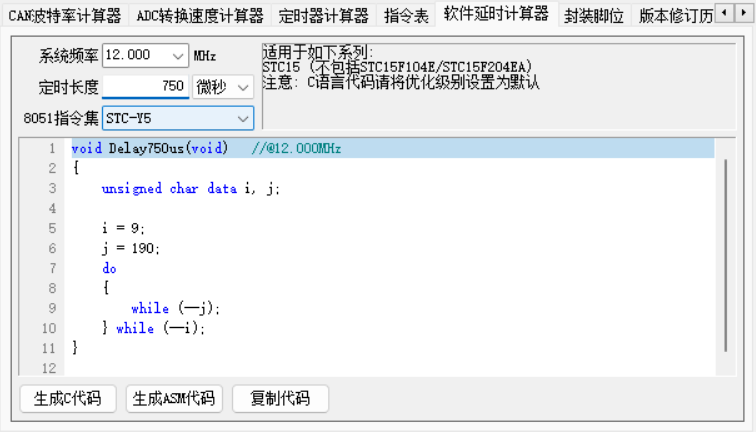 CAN波特率计算器 ADC转换速度计算器 定时器计算器 指令表 软件延时计算器 封装脚位 版本修订历
系统频率 12.000 MHz
定时长度 750 微秒
8051指令集 STC-Y5
适用于如下系列:
STC15 (不包括STC15F104E/STC15F204EA)
注意: C语言代码请将优化级别设置为默认
1 void Delay750us(void) //@12.000MHz
2 {
3 unsigned char data i, j;
4
5 i = 9;
6 j = 190;
7 do
8 {
9 while (--j);
10 } while (--i);
11 }
12
生成C代码 生成ASM代码 复制代码